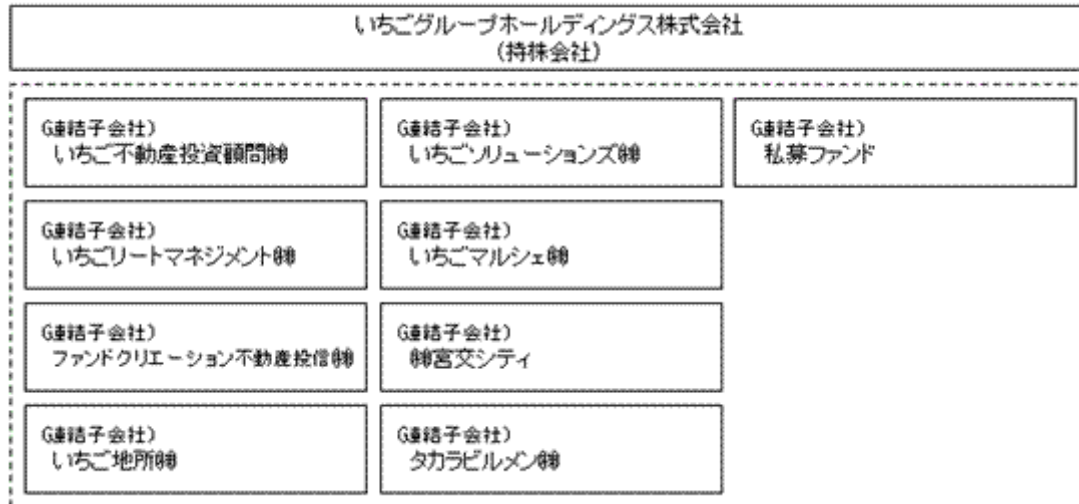 いちごグループホールディングス株式会社
(持株会社)
(連結子会社)
いちご不動産投資顧問㈱
(連結子会社)
いちごソリューションズ㈱
(連結子会社)
私募ファンド
(連結子会社)
いちごリートマネジメント㈱
(連結子会社)
いちごマルシェ㈱
(連結子会社)
ファンドクリエーション不動産投信㈱
(連結子会社)
㈱宮交シティ
(連結子会社)
いちご地所㈱
(連結子会社)
タカラビルメン㈱